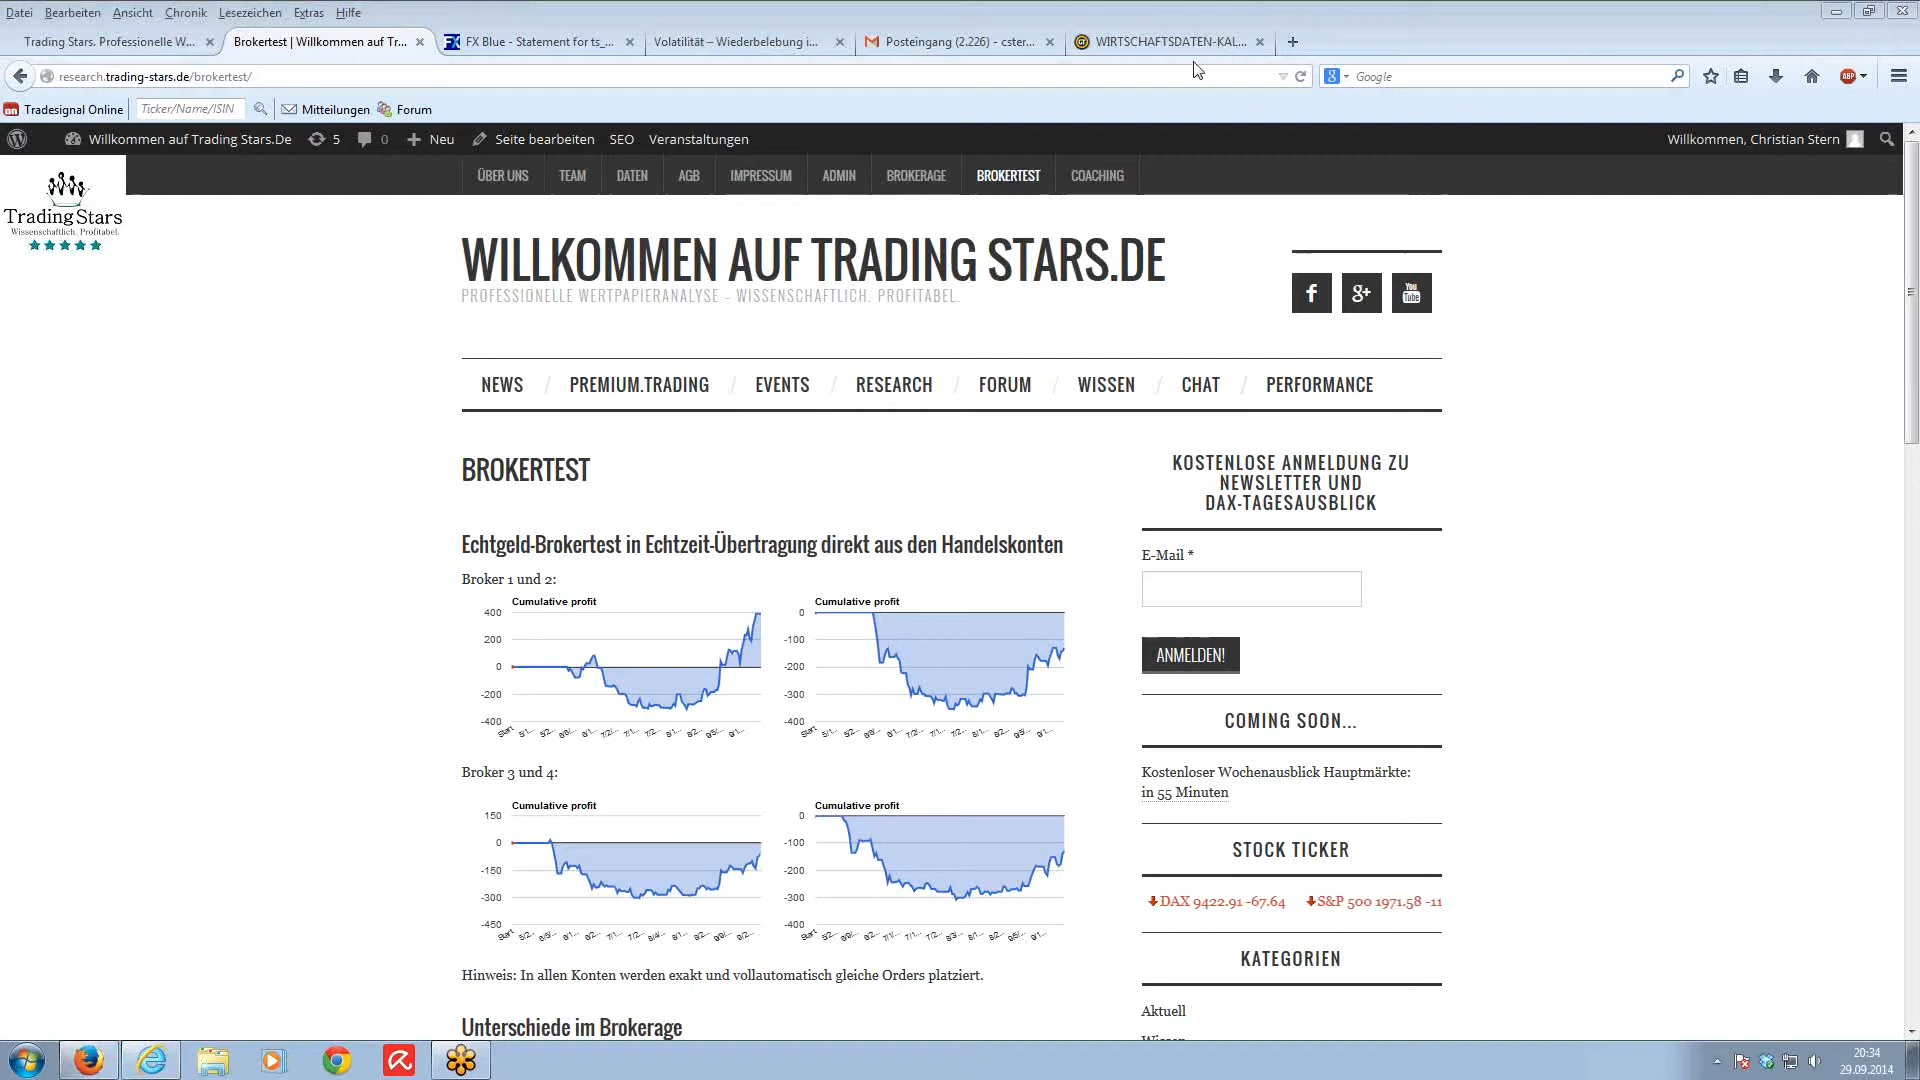 Datei Bearbeiten Ansicht Chronik Lesezeichen Extras Hilfe
Trading Stars. Professionelle W... Brokertest | Willkommen auf Tr... FX Blue - Statement for ts_... Volatilität – Wiederbelebung i... Posteingang (2.226) - cster... WIRTSCHAFTSDATEN-KAL...
research.trading-stars.de/brokertest/ Google
Tradesignal Online Ticker/Name/ISIN Mitteilungen Forum
Willkommen auf Trading Stars.De 5 0 Neu Seite bearbeiten SEO Veranstaltungen Willkommen, Christian Stern
ÜBER UNS TEAM DATEN AGB IMPRESSUM ADMIN BROKERAGE BROKERTEST COACHING
Trading Stars
Wissenschaftlich. Profitabel.
WILLKOMMEN AUF TRADING STARS.DE
PROFESSIONELLE WERTPAPIERANALYSE – WISSENSCHAFTLICH. PROFITABEL.
NEWS / PREMIUM.TRADING / EVENTS / RESEARCH / FORUM / WISSEN / CHAT / PERFORMANCE
BROKERTEST
Echtgeld-Brokertest in Echtzeit-Übertragung direkt aus den Handelskonten
Broker 1 und 2:
Cumulative profit Cumulative profit
400 0
200 -100
0 -200
-200 -300
-400 -400
Broker 3 und 4:
Cumulative profit Cumulative profit
150 0
0 -100
-150 -200
-300 -300
-450 -400
Hinweis: In allen Konten werden exakt und vollautomatisch gleiche Orders platziert.
Unterschiede im Brokerage
KOSTENLOSE ANMELDUNG ZU
NEWSLETTER UND
DAX-TAGESAUSBLICK
E-Mail *
ANMELDEN!
COMING SOON...
Kostenloser Wochenausblick Hauptmärkte:
in 55 Minuten
STOCK TICKER
DAX 9422.91 -67.64 S&P 500 1971.58 -11
KATEGORIEN
Aktuell
Wissen
20:34
29.09.2014